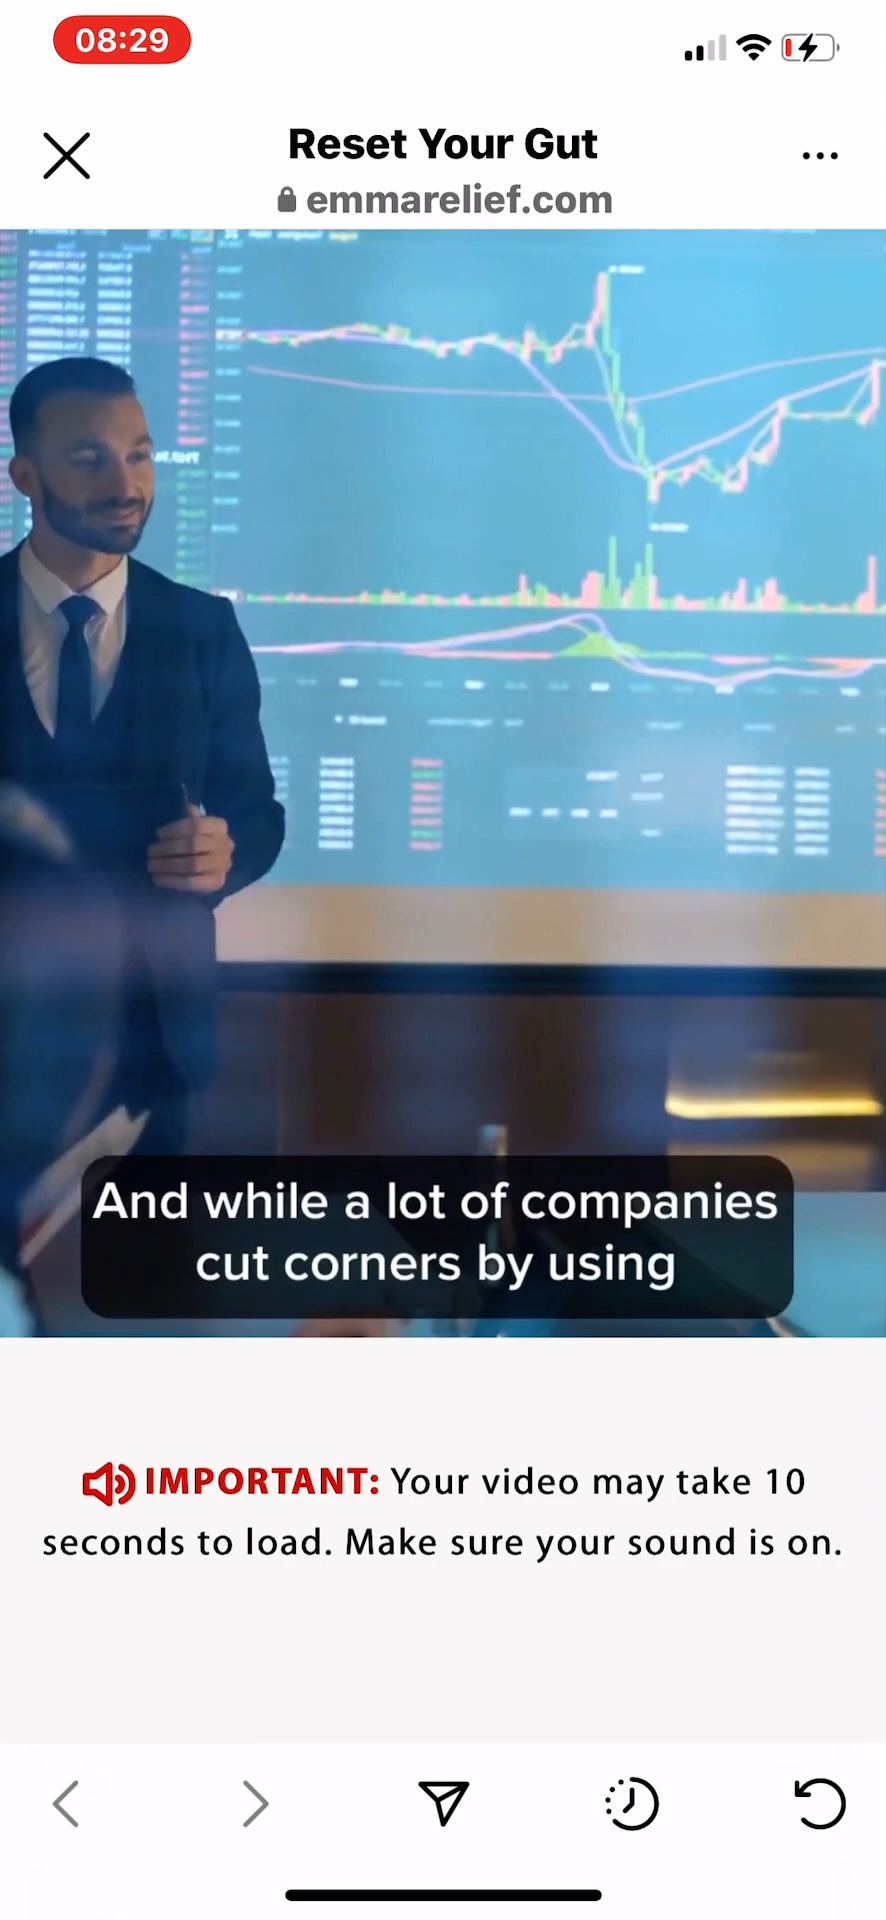 08:29
Reset Your Gut
emmarelief.com
And while a lot of companies
cut corners by using
IMPORTANT: Your video may take 10
seconds to load. Make sure your sound is on.